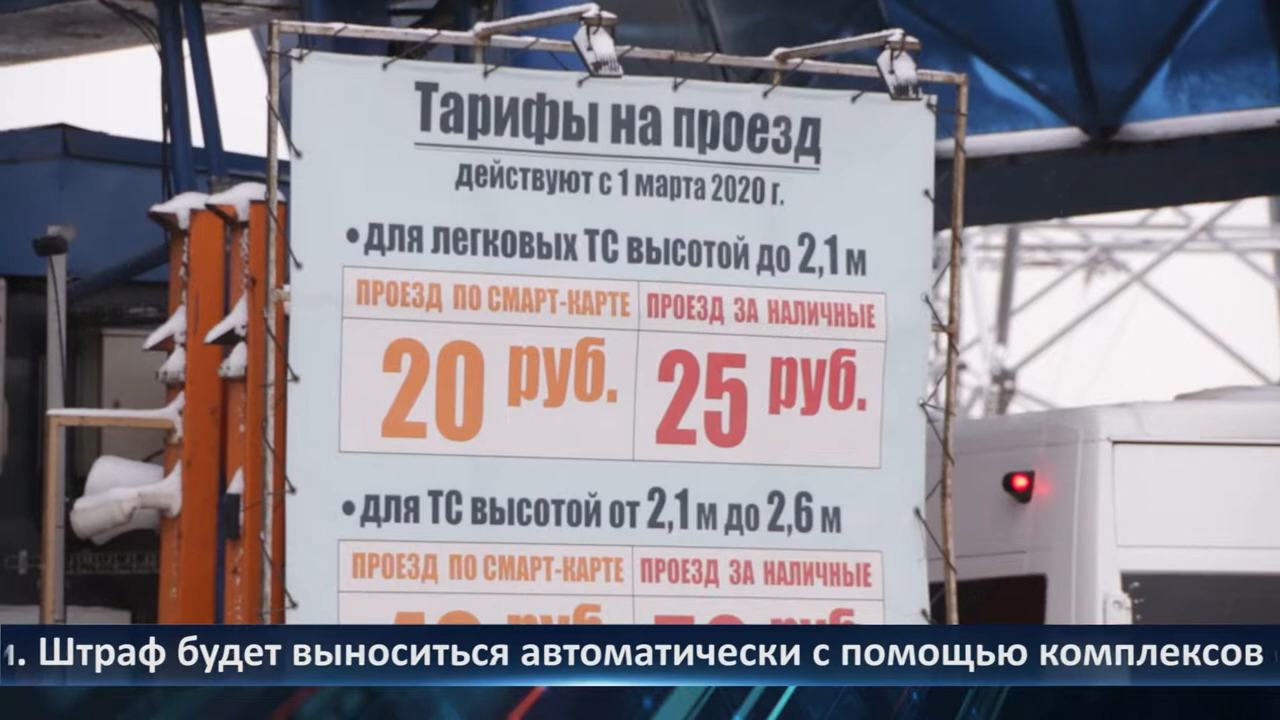 Тарифы на проезд
действуют с 1 марта 2020 г.
• для легковых ТС высотой до 2,1 м
ПРОЕЗД ПО СМАРТ-КАРТЕ ПРОЕЗД ЗА НАЛИЧНЫЕ
20 руб. 25 руб.
• для ТС высотой от 2,1 м до 2,6 м
ПРОЕЗД ПО СМАРТ-КАРТЕ ПРОЕЗД ЗА НАЛИЧНЫЕ
руб. руб.
. Штраф будет выноситься автоматически с помощью комплексов